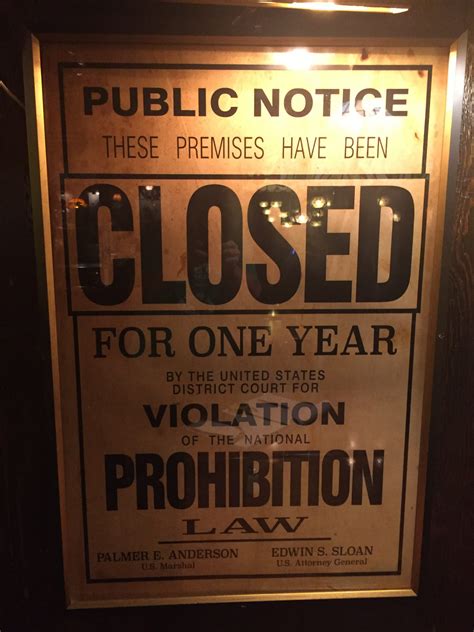 PUBLIC NOTICE
THESE PREMISES HAVE BEEN
CLOSED
FOR ONE YEAR
BY THE UNITED STATES
DISTRICT COURT FOR
VIOLATION
OF THE NATIONAL
PROHIBITION
LAW
PALMER E. ANDERSON EDWIN S. SLOAN
U.S. Marshal U.S. Attorney General